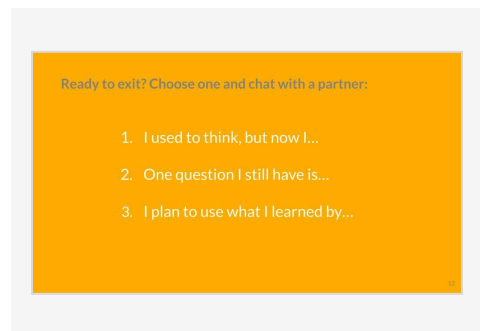 Ready to exit? Choose one and chat with a partner:
1. I used to think, but now I...
2. One question I still have is...
3. I plan to use what I learned by...
12